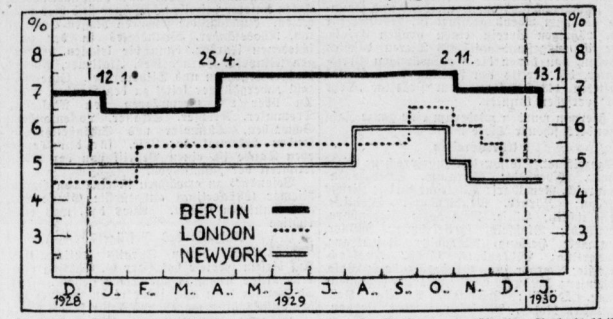 % %
8 8
7 7
6 6
5 5
4 4
3 3
12.1. 25.4. 2.11. 13.1.
BERLIN
LONDON
NEWYORK
D. J. F. M. A. M. J. J. A. S. O. N. D. J.
1928 1929 1930